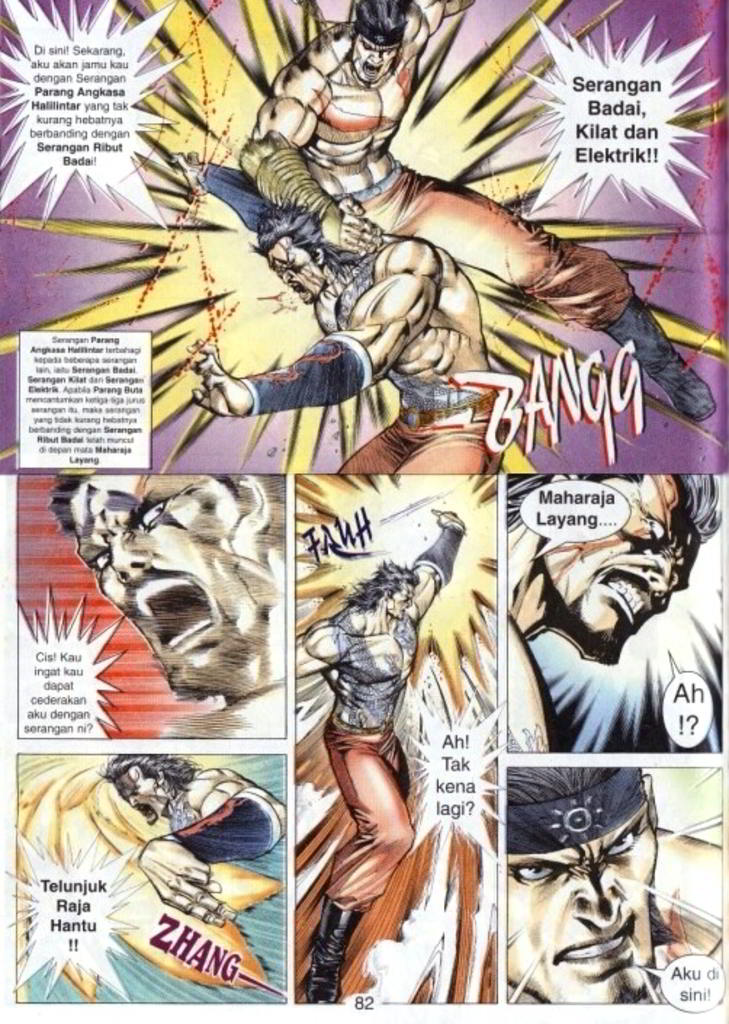 Di sini! Sekarang,
aku akan jamu kau
dengan Serangan
Parang Angkasa
Halilintar yang tak
kurang hebatnya
berbanding dengan
Serangan Ribut
Badai!
Serangan
Badai,
Kilat dan
Elektrik!!
Serangan Parang
Angkasa Halilintar terbahagi
kepada beberapa serangan
lain, iaitu Serangan Badai,
Serangan Kilat dan Serangan
Elektrik. Apabila Parang Buta
mencantumkan ketiga-tiga jurus
serangan itu, maka serangan
yang tidak kurang hebatnya
berbanding dengan Serangan
Ribut Badai telah muncul
di depan mata Maharaja
Layang.
BANGG
Cis! Kau
ingat kau
dapat
cederakan
aku dengan
serangan ni?
Telunjuk
Raja
Hantu
!!
ZHANG
FAUH
Ah!
Tak
kena
lagi?
Maharaja
Layang....
Ah
!?
Aku di
sini!
82